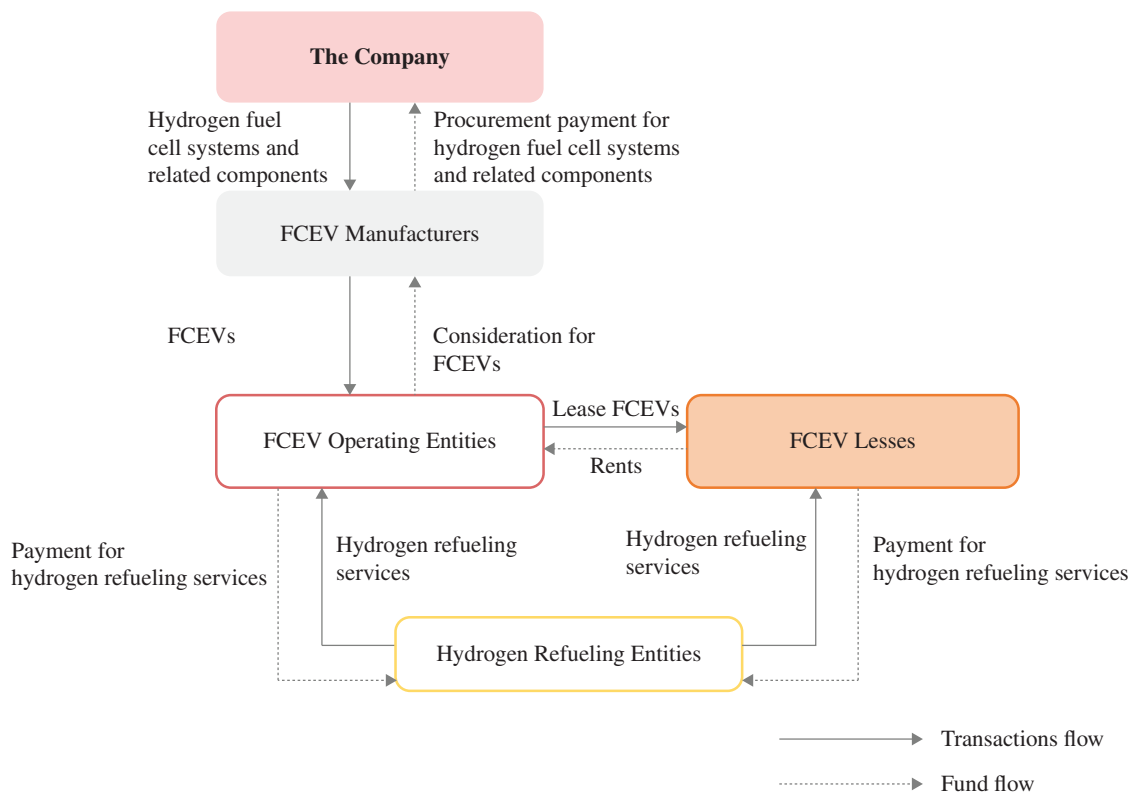 The Company
Hydrogen fuel
cell systems and
related components
Procurement payment for
hydrogen fuel cell systems
and related components
FCEV Manufacturers
FCEVs
Consideration for
FCEVs
FCEV Operating Entities
Lease FCEVs
Rents
FCEV Lesses
Payment for
hydrogen refueling services
Hydrogen refueling
services
Hydrogen refueling
services
Payment for
hydrogen refueling services
Hydrogen Refueling Entities
Transactions flow
Fund flow